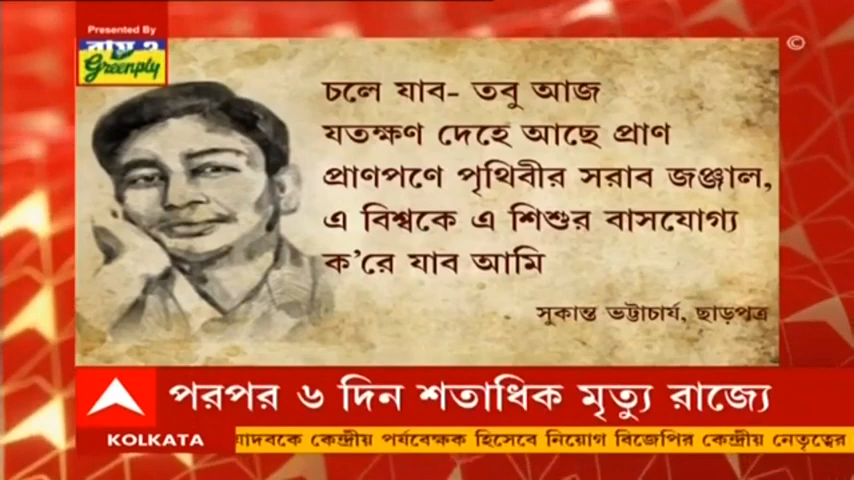 Presented By
Greenply
©
চলে যাব- তবু আজ
যতক্ষণ দেহে আছে প্রাণ
প্রাণপণে পৃথিবীর সরাব জঞ্জাল,
এ বিশ্বকে এ শিশুর বাসযোগ্য
ক'রে যাব আমি
সুকান্ত ভট্টাচার্য, ছাড়পত্র
পরপর ৬ দিন শতাধিক মৃত্যু রাজ্যে
KOLKATA
যাদবকে কেন্দ্রীয় পর্যবেক্ষক হিসেবে নিয়োগ বিজেপির কেন্দ্রীয় নেতৃত্বের